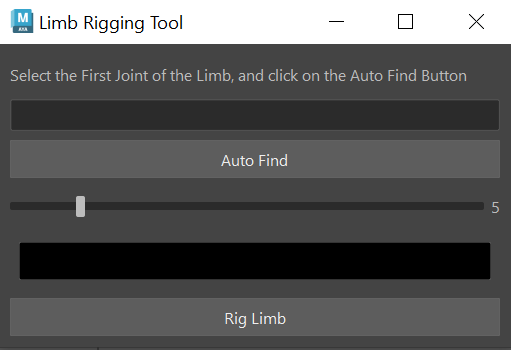 M
AYA
Limb Rigging Tool
Select the First Joint of the Limb, and click on the Auto Find Button
Auto Find
5
Rig Limb